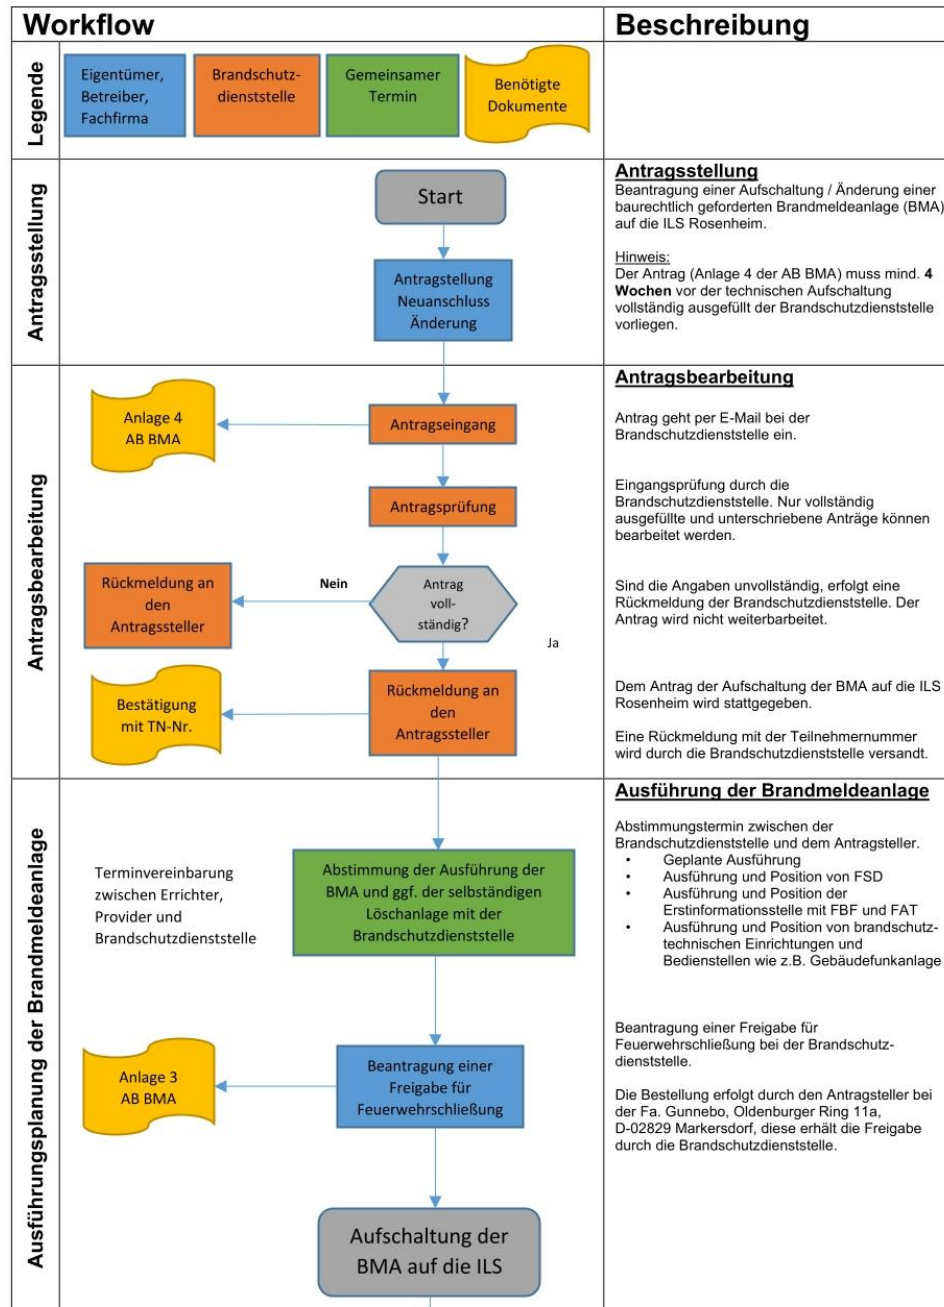 Workflow
Beschreibung
Legende
Eigentümer,
Betreiber,
Fachfirma
Brandschutz-
dienststelle
Gemeinsamer
Termin
Benötigte
Dokumente
Antragsstellung
Start
Antragstellung
Neuanschluss
Änderung
Antragsstellung
Beantragung einer Aufschaltung / Änderung einer
baurechtlich geforderten Brandmeldeanlage (BMA)
auf die ILS Rosenheim.
Hinweis:
Der Antrag (Anlage 4 der AB BMA) muss mind. 4
Wochen vor der technischen Aufschaltung
vollständig ausgefüllt der Brandschutzdienststelle
vorliegen.
Antragsbearbeitung
Anlage 4
AB BMA
Antragseingang
Antragsprüfung
Nein
Antrag
voll-
ständig?
Rückmeldung an
den
Antragssteller
Ja
Bestätigung
mit TN-Nr.
Rückmeldung an
den
Antragssteller
Antragsbearbeitung
Antrag geht per E-Mail bei der
Brandschutzdienststelle ein.
Eingangsprüfung durch die
Brandschutzdienststelle. Nur vollständig
ausgefüllte und unterschriebene Anträge können
bearbeitet werden.
Sind die Angaben unvollständig, erfolgt eine
Rückmeldung der Brandschutzdienststelle. Der
Antrag wird nicht weiterbarbeitet.
Dem Antrag der Aufschaltung der BMA auf die ILS
Rosenheim wird stattgegeben.
Eine Rückmeldung mit der Teilnehmernummer
wird durch die Brandschutzdienststelle versandt.
Ausführungsplanung der Brandmeldeanlage
Terminvereinbarung
zwischen Errichter,
Provider und
Brandschutzdienststelle
Abstimmung der Ausführung der
BMA und ggf. der selbständigen
Löschanlage mit der
Brandschutzdienststelle
Anlage 3
AB BMA
Beantragung einer
Freigabe für
Feuerwehrschließung
Aufschaltung der
BMA auf die ILS
Ausführung der Brandmeldeanlage
Abstimmungstermin zwischen der
Brandschutzdienststelle und dem Antragsteller.
• Geplante Ausführung
• Ausführung und Position von FSD
• Ausführung und Position der
Erstinformationsstelle mit FBF und FAT
• Ausführung und Position von brandschutz-
technischen Einrichtungen und
Bedienstellen wie z.B. Gebäudefunkanlage
Beantragung einer Freigabe für
Feuerwehrschließung bei der Brandschutz-
dienststelle.
Die Bestellung erfolgt durch den Antragsteller bei
der Fa. Gunnebo, Oldenburger Ring 11a,
D-02829 Markersdorf, diese erhält die Freigabe
durch die Brandschutzdienststelle.